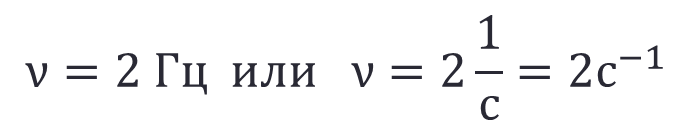 ν = 2 Гц или ν = 2 1/с = 2с⁻¹